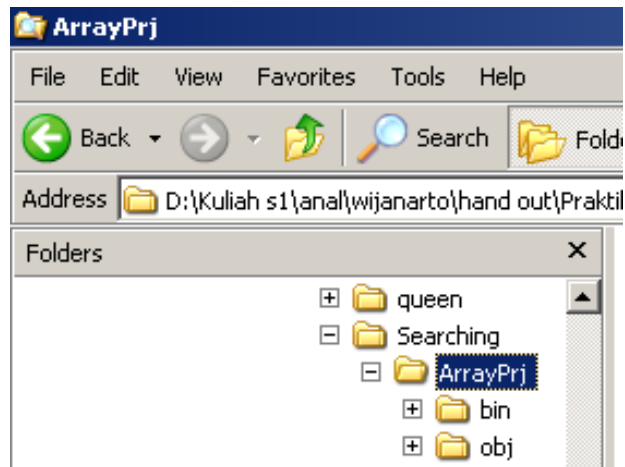 ArrayPrj
File Edit View Favorites Tools Help
Back Search
Address D:\Kuliah s1\anal\wijanarto\hand out\
Folders
queen
Searching
ArrayPrj
bin
obj